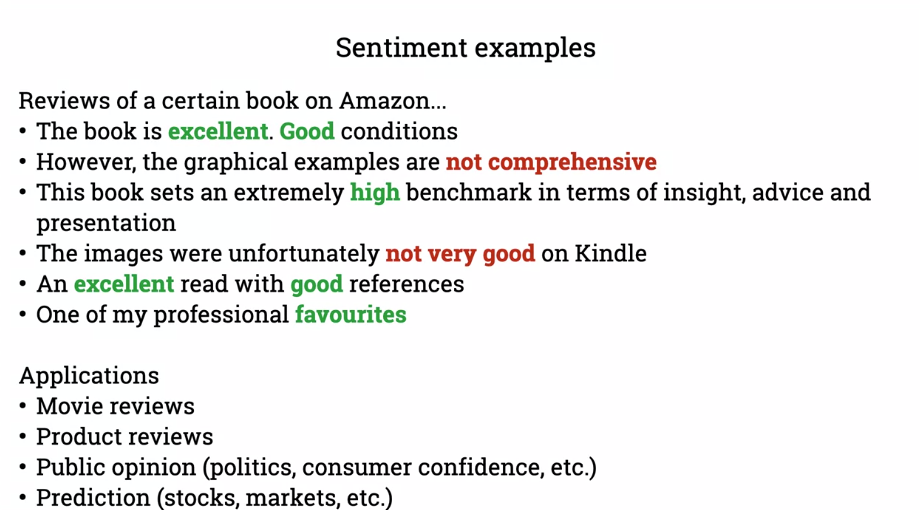 Sentiment examples
Reviews of a certain book on Amazon...
• The book is excellent. Good conditions
• However, the graphical examples are not comprehensive
• This book sets an extremely high benchmark in terms of insight, advice and
presentation
• The images were unfortunately not very good on Kindle
• An excellent read with good references
• One of my professional favourites
Applications
• Movie reviews
• Product reviews
• Public opinion (politics, consumer confidence, etc.)
• Prediction (stocks, markets, etc.)